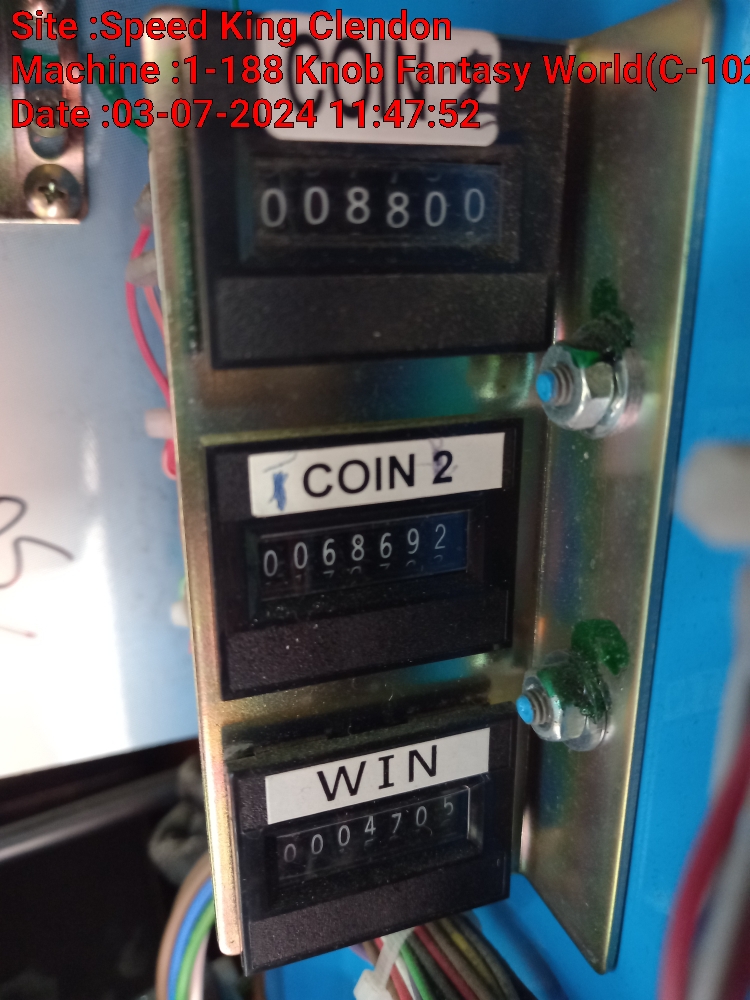 Site :Speed King Clendon
Machine :1-188 Knob Fantasy World(C-102
Date :03-07-2024 11:47:52
COIN
008800
COIN 2
0068692
WIN
0004705